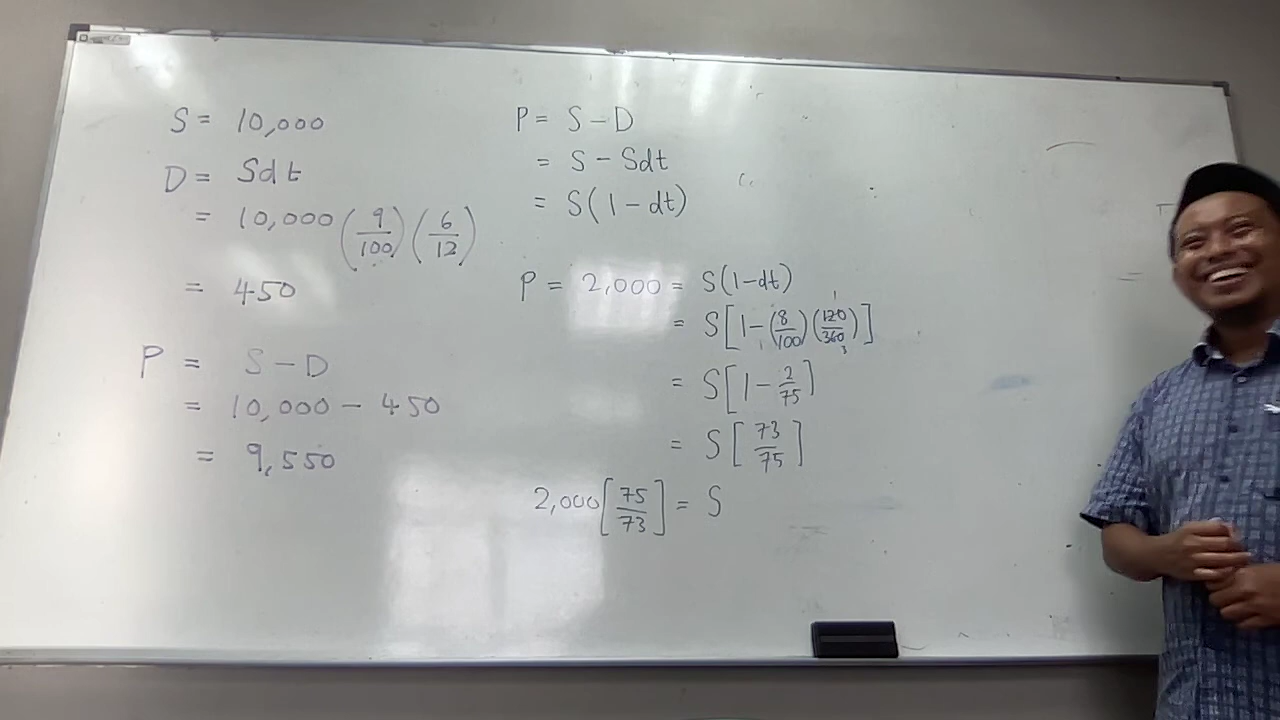 S = 10,000
D = Sdt
= 10,000 (9/100) (6/12)
= 450
P = S - D
= 10,000 - 450
= 9,550
P = S - D
= S - Sdt
= S(1 - dt)
P = 2,000 = S(1-dt)
= S[1-(8/100)(120/360)]
= S[1 - 2/75]
= S[73/75]
2,000[75/73] = S